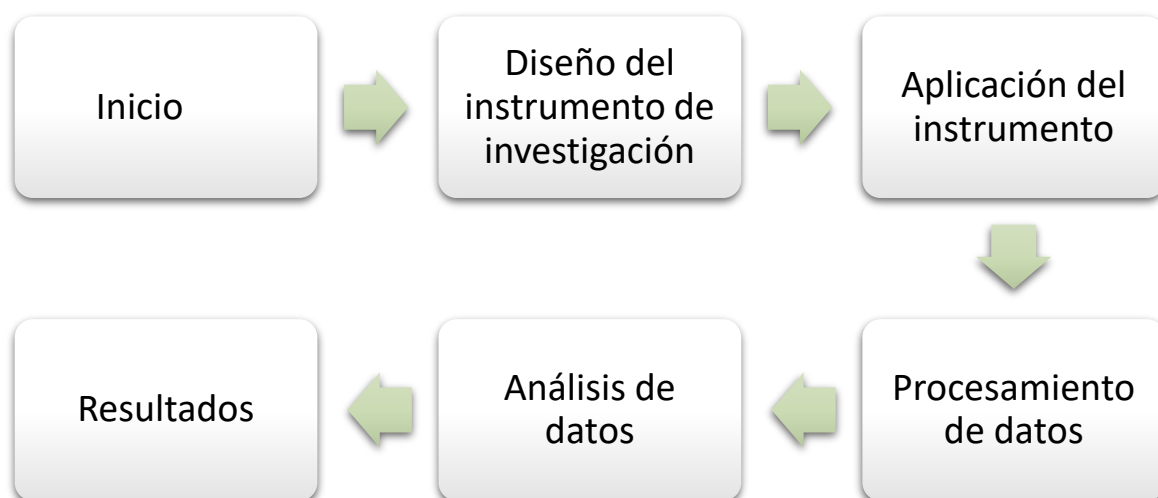 Inicio
Diseño del
instrumento de
investigación
Aplicación del
instrumento
Procesamiento
de datos
Análisis de
datos
Resultados